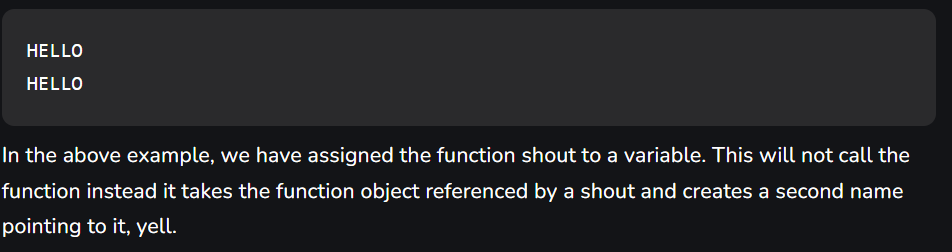 HELLO
HELLO
In the above example, we have assigned the function shout to a variable. This will not call the
function instead it takes the function object referenced by a shout and creates a second name
pointing to it, yell.